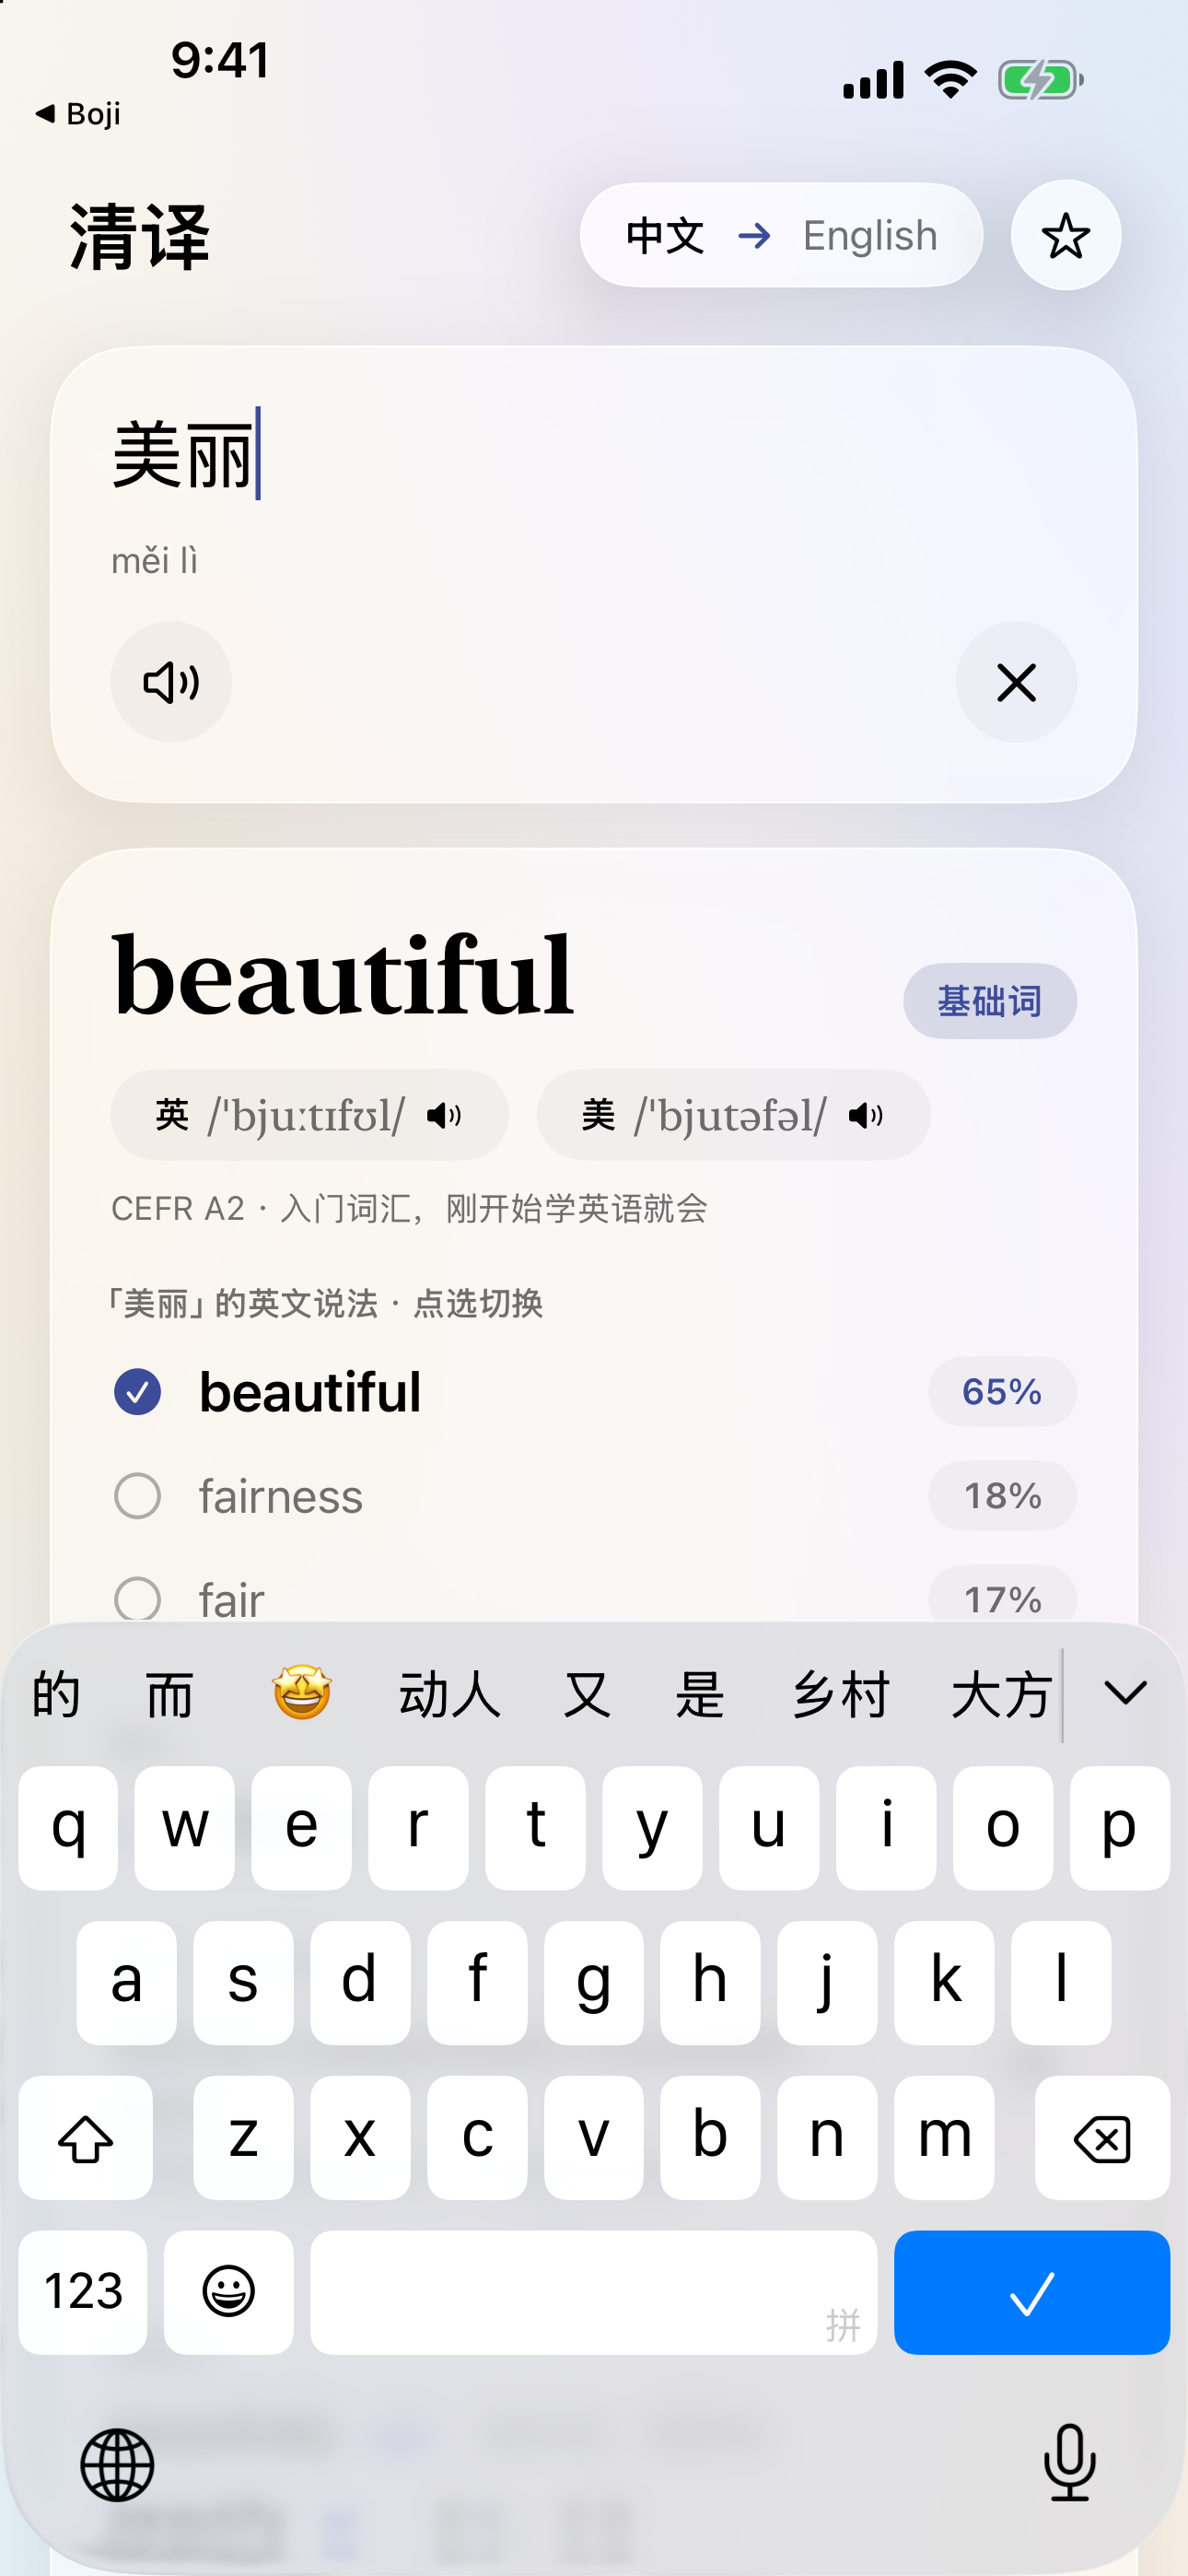 9:41
Boji
清译
中文 → English
美丽
měi lì
beautiful
基础词
英 /ˈbjuːtɪfʊl/
美 /ˈbjutəfəl/
CEFR A2 · 入门词汇，刚开始学英语就会
「美丽」的英文说法 · 点选切换
beautiful 65%
fairness 18%
fair 17%
的 而 🤩 动人 又 是 乡村 大方
q w e r t y u i o p
a s d f g h j k l
z x c v b n m
123 拼